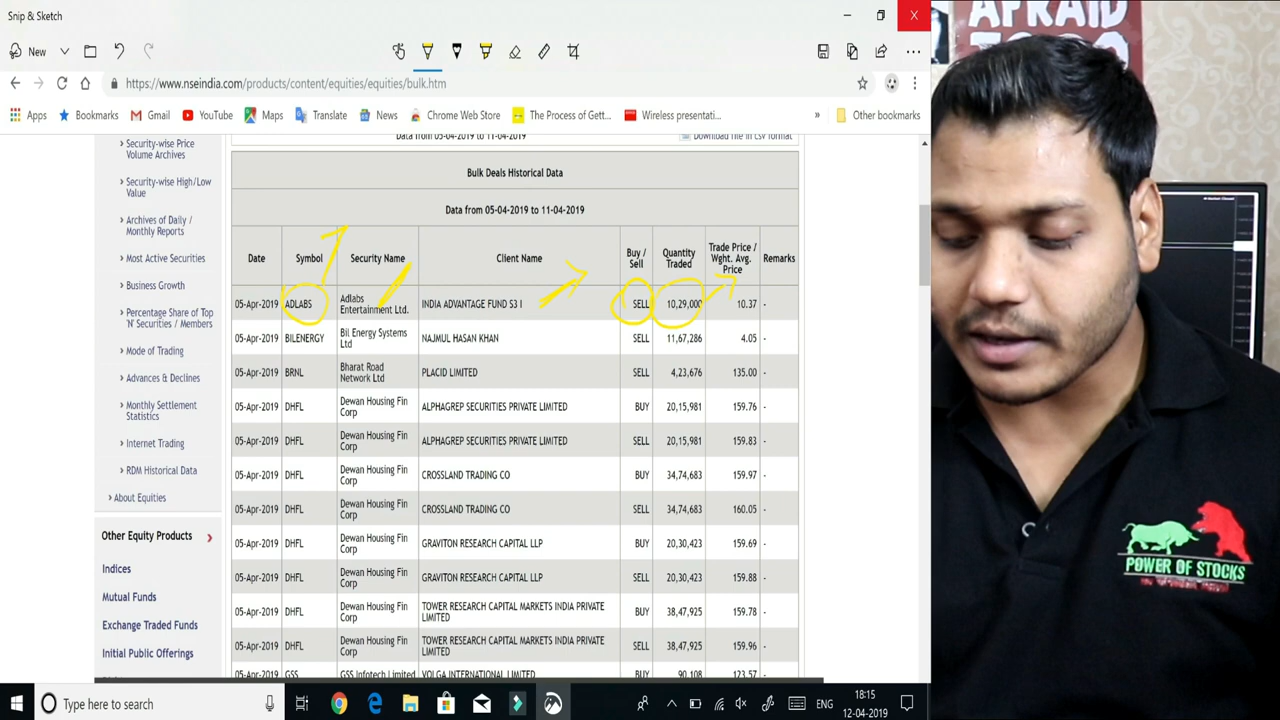 Snip & Sketch
AFRAID
New
https://www.nseindia.com/products/content/equities/equities/bulk.htm
Apps Bookmarks Gmail YouTube Maps Translate News Chrome Web Store The Process of Gett... Wireless presentati... » Other bookmarks
Data from 05-04-2019 to 11-04-2019 Download file in csv format
› Security-wise Price
Volume Archives
› Security-wise High/Low
Value
› Archives of Daily /
Monthly Reports
› Most Active Securities
› Business Growth
› Percentage Share of Top
'N' Securities / Members
› Mode of Trading
› Advances & Declines
› Monthly Settlement
Statistics
› Internet Trading
› RDM Historical Data
› About Equities
Other Equity Products ›
Indices
Mutual Funds
Exchange Traded Funds
Initial Public Offerings
Bulk Deals Historical Data
Data from 05-04-2019 to 11-04-2019
Date Symbol Security Name Client Name Buy / Sell Quantity Traded Trade Price / Wght. Avg. Price Remarks
05-Apr-2019 ADLABS Adlabs Entertainment Ltd. INDIA ADVANTAGE FUND S3 I SELL 10,29,000 10.37 -
05-Apr-2019 BILENERGY Bil Energy Systems Ltd NAJMUL HASAN KHAN SELL 11,67,286 4.05 -
05-Apr-2019 BRNL Bharat Road Network Ltd PLACID LIMITED SELL 4,23,676 135.00 -
05-Apr-2019 DHFL Dewan Housing Fin Corp ALPHAGREP SECURITIES PRIVATE LIMITED BUY 20,15,981 159.76 -
05-Apr-2019 DHFL Dewan Housing Fin Corp ALPHAGREP SECURITIES PRIVATE LIMITED SELL 20,15,981 159.83 -
05-Apr-2019 DHFL Dewan Housing Fin Corp CROSSLAND TRADING CO BUY 34,74,683 159.97 -
05-Apr-2019 DHFL Dewan Housing Fin Corp CROSSLAND TRADING CO SELL 34,74,683 160.05 -
05-Apr-2019 DHFL Dewan Housing Fin Corp GRAVITON RESEARCH CAPITAL LLP BUY 20,30,423 159.69 -
05-Apr-2019 DHFL Dewan Housing Fin Corp GRAVITON RESEARCH CAPITAL LLP SELL 20,30,423 159.88 -
05-Apr-2019 DHFL Dewan Housing Fin Corp TOWER RESEARCH CAPITAL MARKETS INDIA PRIVATE LIMITED BUY 38,47,925 159.78 -
05-Apr-2019 DHFL Dewan Housing Fin Corp TOWER RESEARCH CAPITAL MARKETS INDIA PRIVATE LIMITED SELL 38,47,925 159.96 -
05-Apr-2019 GSS GSS Infotech Limited VOLGA INTERNATIONAL LIMITED BUY 90,108 123.57 -
POWER OF STOCKS
Type here to search
ENG
18:15
12-04-2019